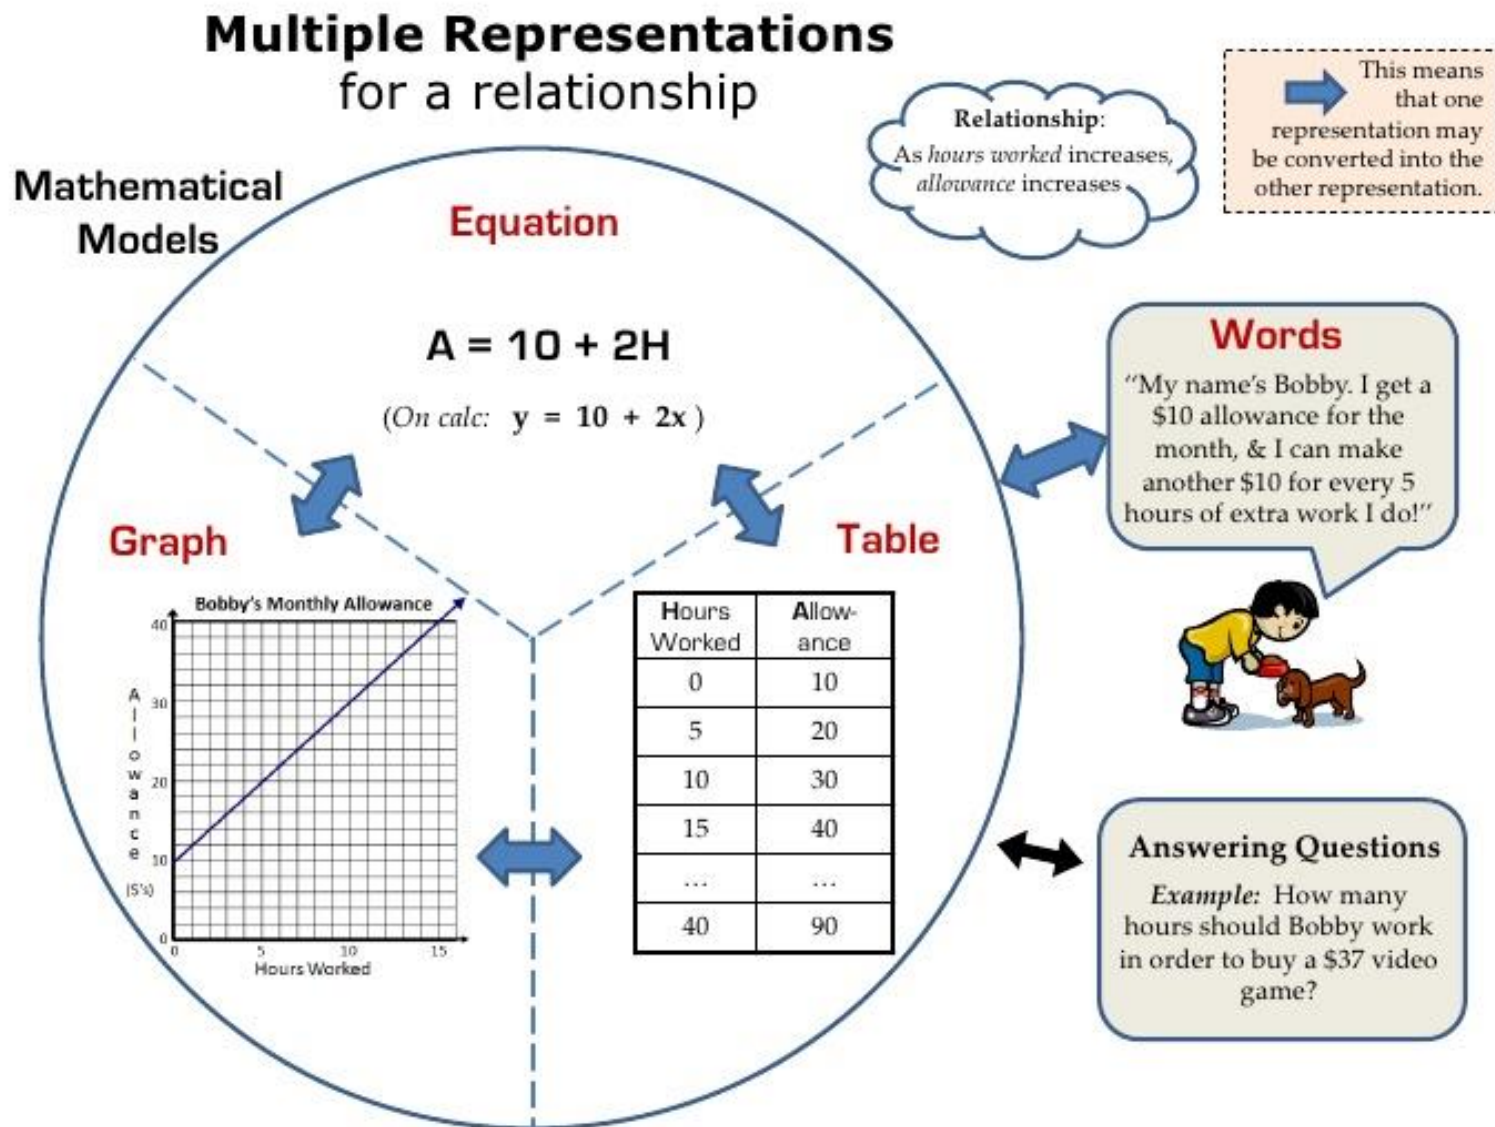 Multiple Representations
for a relationship
Relationship:
As hours worked increases,
allowance increases
This means
that one
representation may
be converted into the
other representation.
Mathematical
Models
Equation
A = 10 + 2H
(On calc: y = 10 + 2x )
Words
“My name’s Bobby. I get a
$10 allowance for the
month, & I can make
another $10 for every 5
hours of extra work I do!”
Graph
Bobby's Monthly Allowance
40
30
20
10
0
Allowance
($'s)
0 5 10 15
Hours Worked
Table
Hours Worked Allow-ance
0 10
5 20
10 30
15 40
... ...
40 90
Answering Questions
Example: How many
hours should Bobby work
in order to buy a $37 video
game?